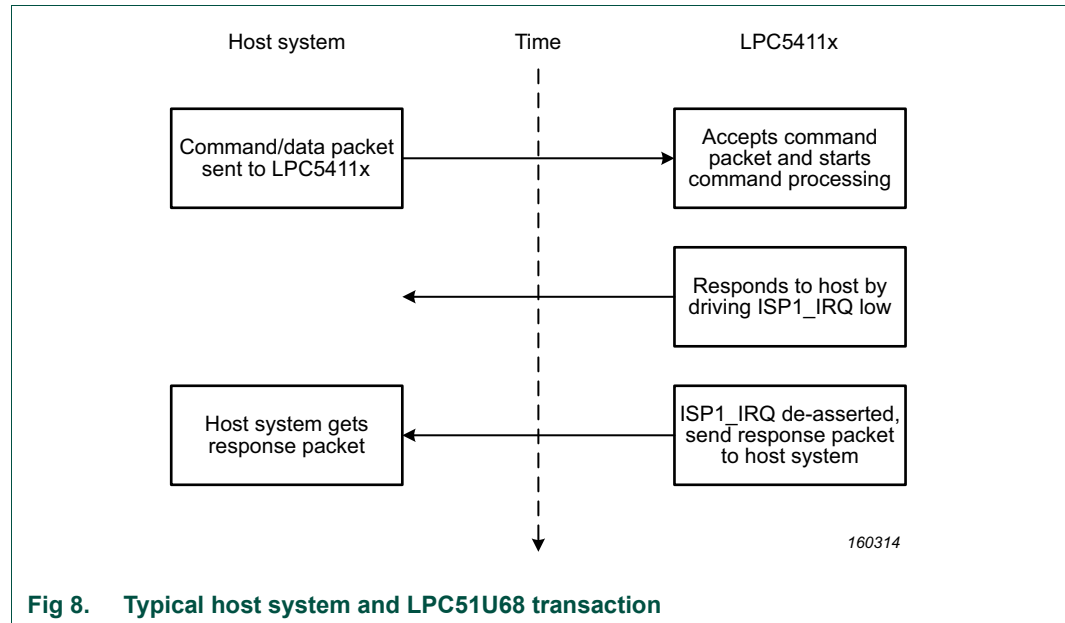 Host system
Time
LPC5411x
Command/data packet
sent to LPC5411x
Accepts command
packet and starts
command processing
Responds to host by
driving ISP1_IRQ low
Host system gets
response packet
ISP1_IRQ de-asserted,
send response packet
to host system
160314
Fig 8. Typical host system and LPC51U68 transaction